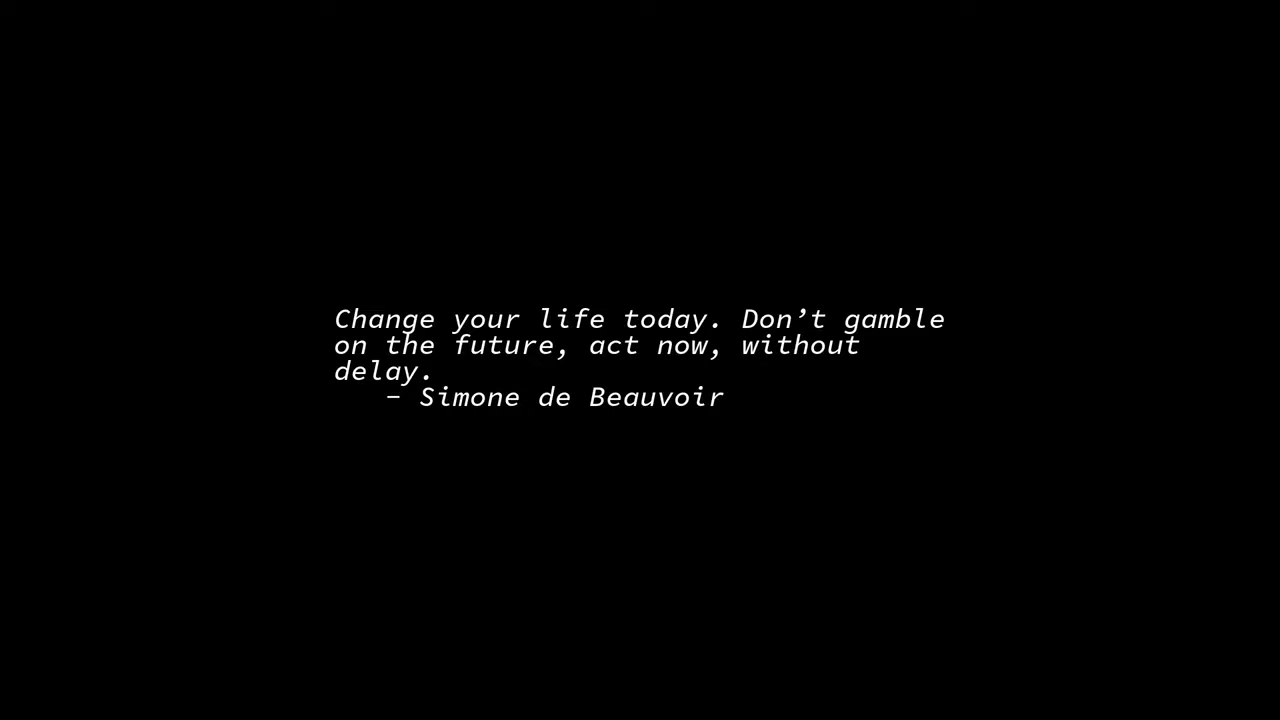 Change your life today. Don’t gamble
on the future, act now, without
delay.
– Simone de Beauvoir